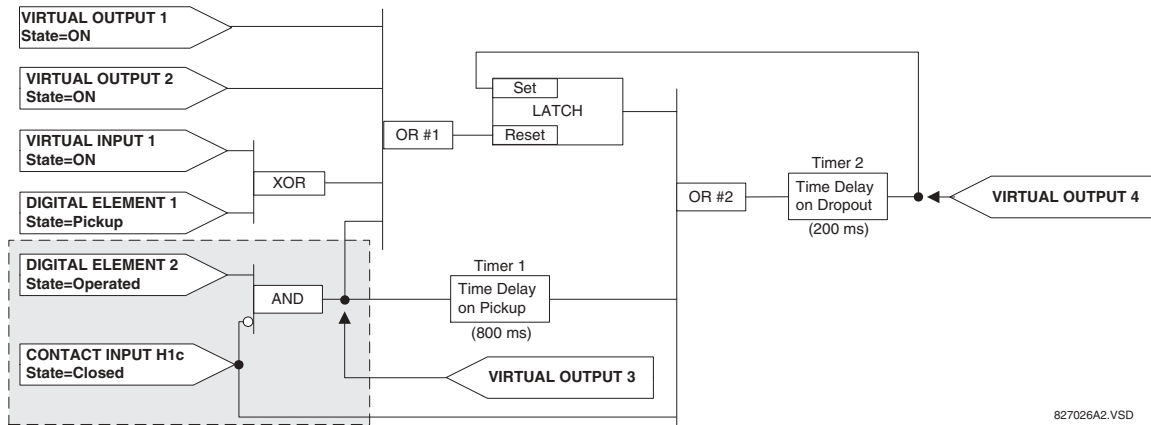 VIRTUAL OUTPUT 1
State=ON
VIRTUAL OUTPUT 2
State=ON
VIRTUAL INPUT 1
State=ON
DIGITAL ELEMENT 1
State=Pickup
DIGITAL ELEMENT 2
State=Operated
CONTACT INPUT H1c
State=Closed
XOR
AND
OR #1
Set
LATCH
Reset
Timer 1
Time Delay
on Pickup
(800 ms)
VIRTUAL OUTPUT 3
OR #2
Timer 2
Time Delay
on Dropout
(200 ms)
VIRTUAL OUTPUT 4
827026A2.VSD